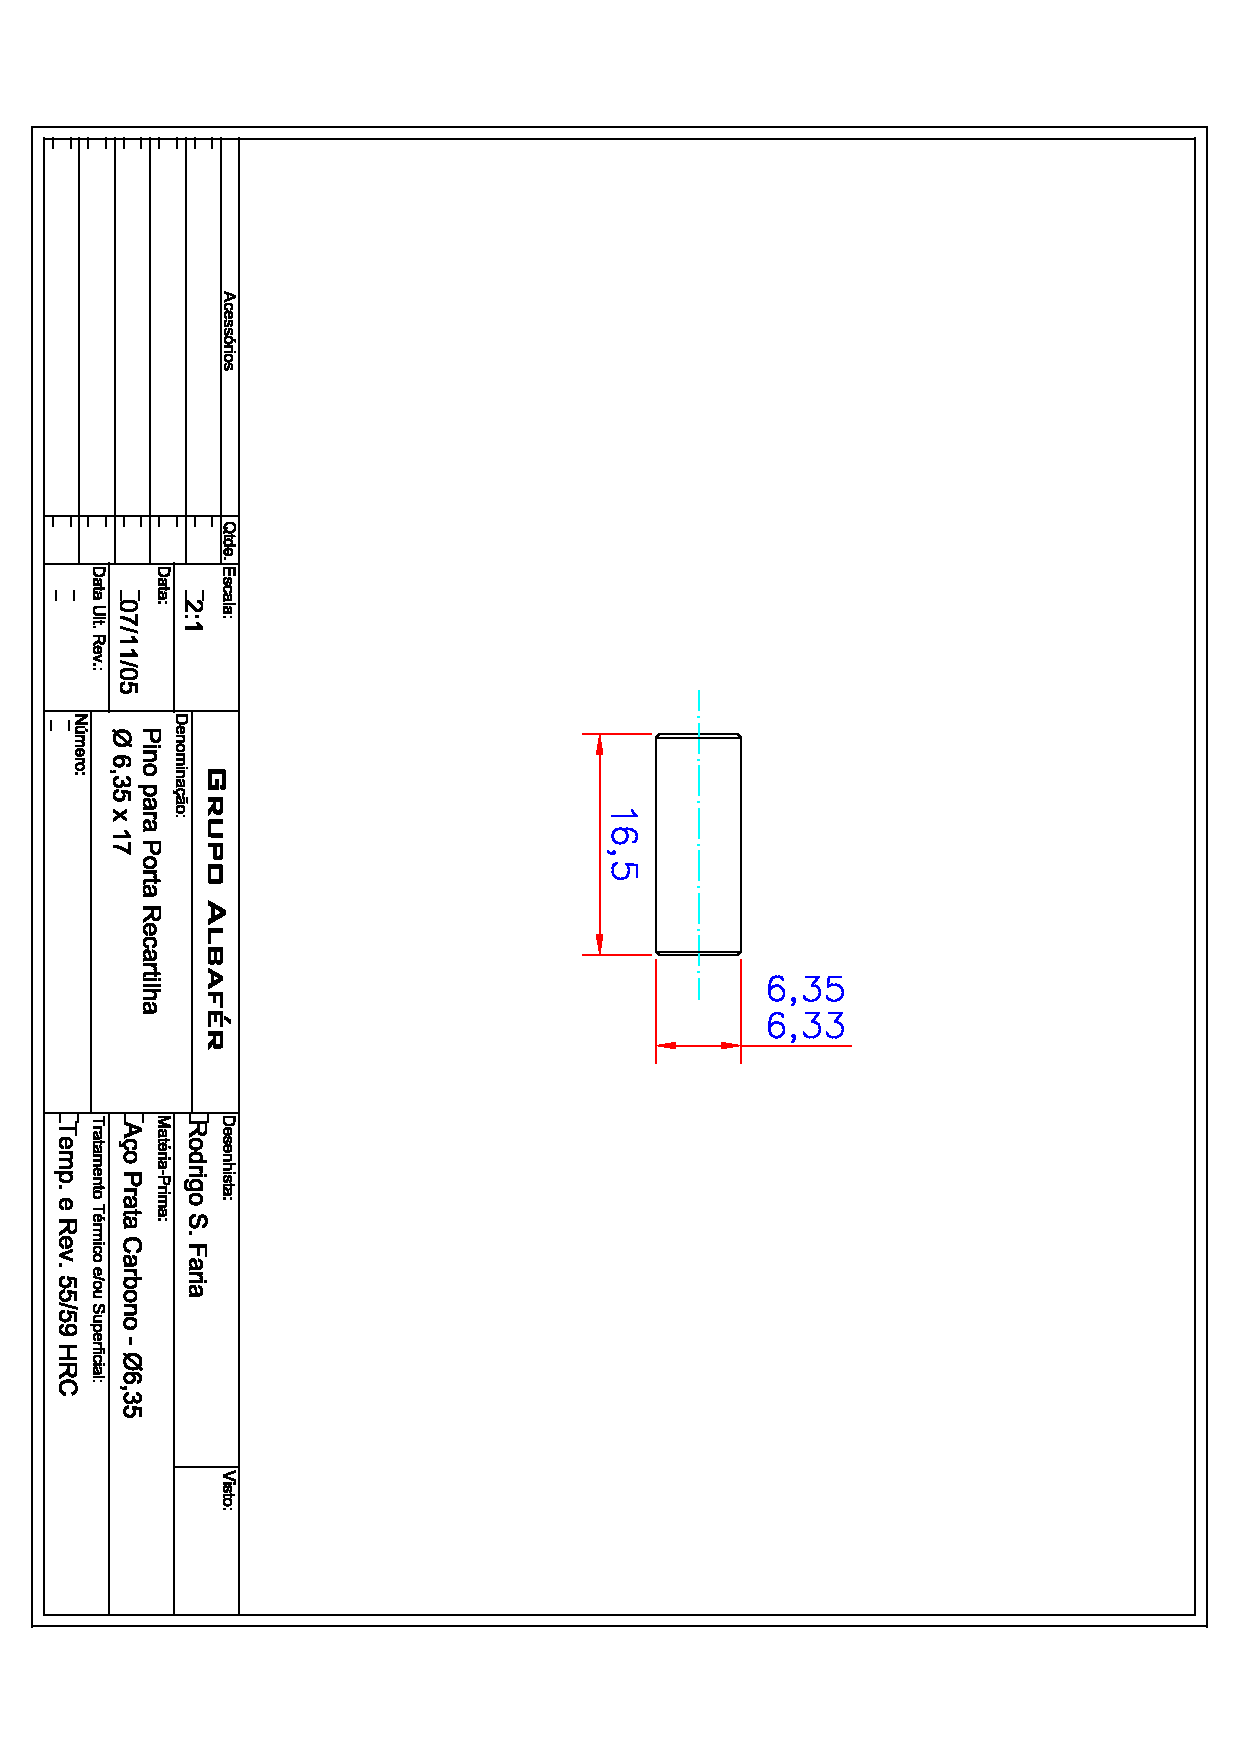 16,5
6,35
6,33
Acessórios
Qtde.
Escala:
2:1
Data:
07/11/05
Data Ult. Rev.:
GRUPO ALBAFÉR
Denominação:
Pino para Porta Recartilha
Ø 6,35 x 17
Número:
Desenhista:
Rodrigo S. Faria
Visto:
Matéria-Prima:
Aço Prata Carbono - Ø6,35
Tratamento Térmico e/ou Superficial:
Temp. e Rev. 55/59 HRC